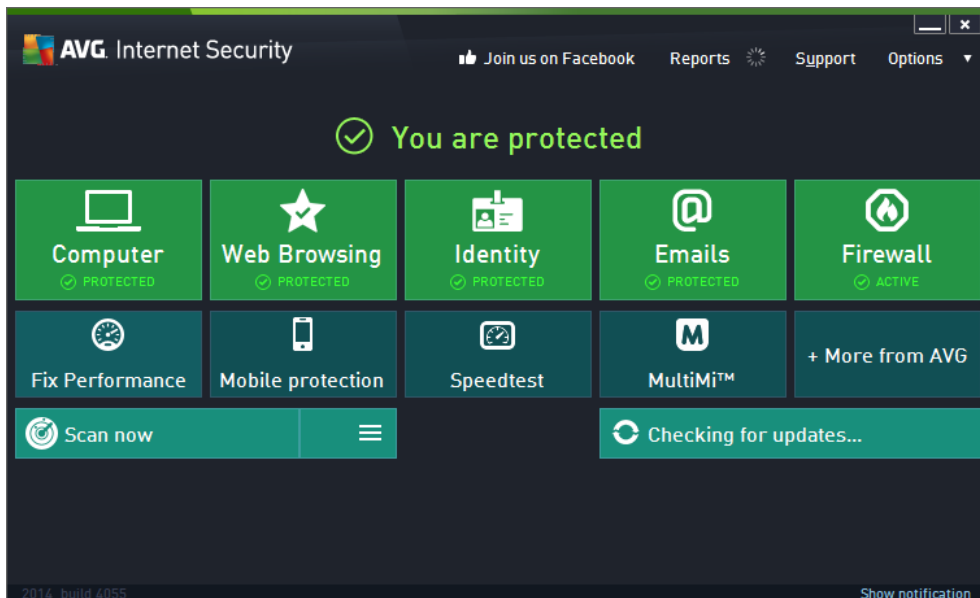 AVG. Internet Security
Join us on Facebook Reports Support Options
You are protected
Computer Web Browsing Identity Emails Firewall
PROTECTED PROTECTED PROTECTED PROTECTED ACTIVE
M
Fix Performance Mobile protection Speedtest MultiMi™ + More from AVG
Scan now Checking for updates...
2014 build 4055 Show notification